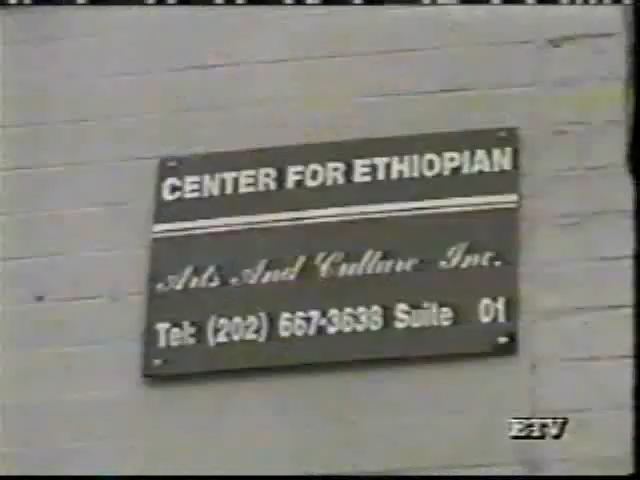 CENTER FOR ETHIOPIAN
Arts And Culture Inc.
Tel: (202) 667-3638 Suite 01
ETV